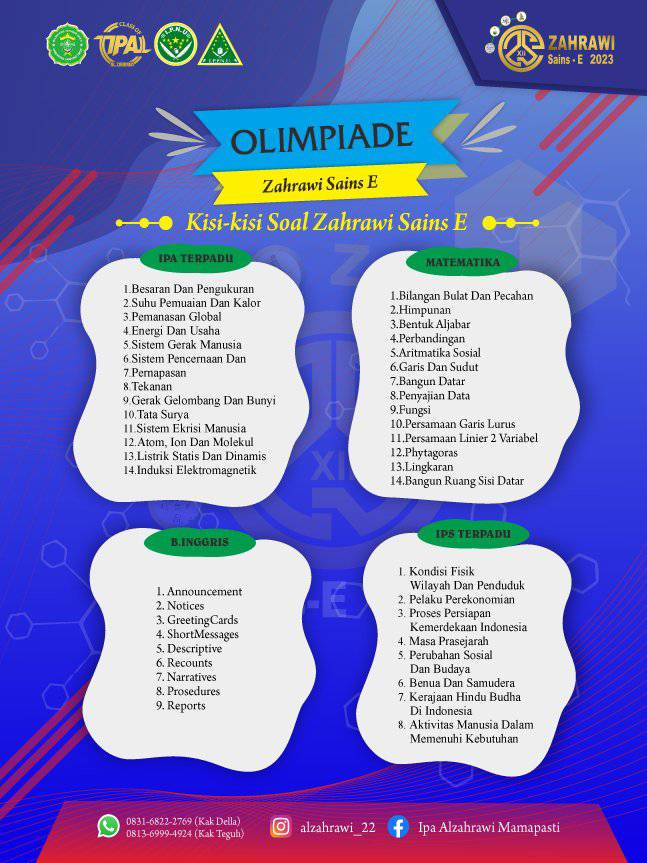 CLASS OF
IPA
I.P.N.U
I.P.P.N.U
XII
ZAHRAWI
Sains - E 2023
OLIMPIADE
Zahrawi Sains E
Kisi-kisi Soal Zahrawi Sains E
IPA TERPADU
1.Besaran Dan Pengukuran
2.Suhu Pemuaian Dan Kalor
3.Pemanasan Global
4.Energi Dan Usaha
5.Sistem Gerak Manusia
6.Sistem Pencernaan Dan
7.Pernapasan
8.Tekanan
9.Gerak Gelombang Dan Bunyi
10.Tata Surya
11.Sistem Ekrisi Manusia
12.Atom, Ion Dan Molekul
13.Listrik Statis Dan Dinamis
14.Induksi Elektromagnetik
MATEMATIKA
1.Bilangan Bulat Dan Pecahan
2.Himpunan
3.Bentuk Aljabar
4.Perbandingan
5.Aritmatika Sosial
6.Garis Dan Sudut
7.Bangun Datar
8.Penyajian Data
9.Fungsi
10.Persamaan Garis Lurus
11.Persamaan Linier 2 Variabel
12.Phytagoras
13.Lingkaran
14.Bangun Ruang Sisi Datar
XII
B.INGGRIS
1. Announcement
2. Notices
3. GreetingCards
4. ShortMessages
5. Descriptive
6. Recounts
7. Narratives
8. Prosedures
9. Reports
-E
IPS TERPADU
1. Kondisi Fisik
Wilayah Dan Penduduk
2. Pelaku Perekonomian
3. Proses Persiapan
Kemerdekaan Indonesia
4. Masa Prasejarah
5. Perubahan Sosial
Dan Budaya
6. Benua Dan Samudera
7. Kerajaan Hindu Budha
Di Indonesia
8. Aktivitas Manusia Dalam
Memenuhi Kebutuhan
0831-6822-2769 (Kak Della)
0813-6999-4924 (Kak Teguh)
alzahrawi_22
Ipa Alzahrawi Mamapasti